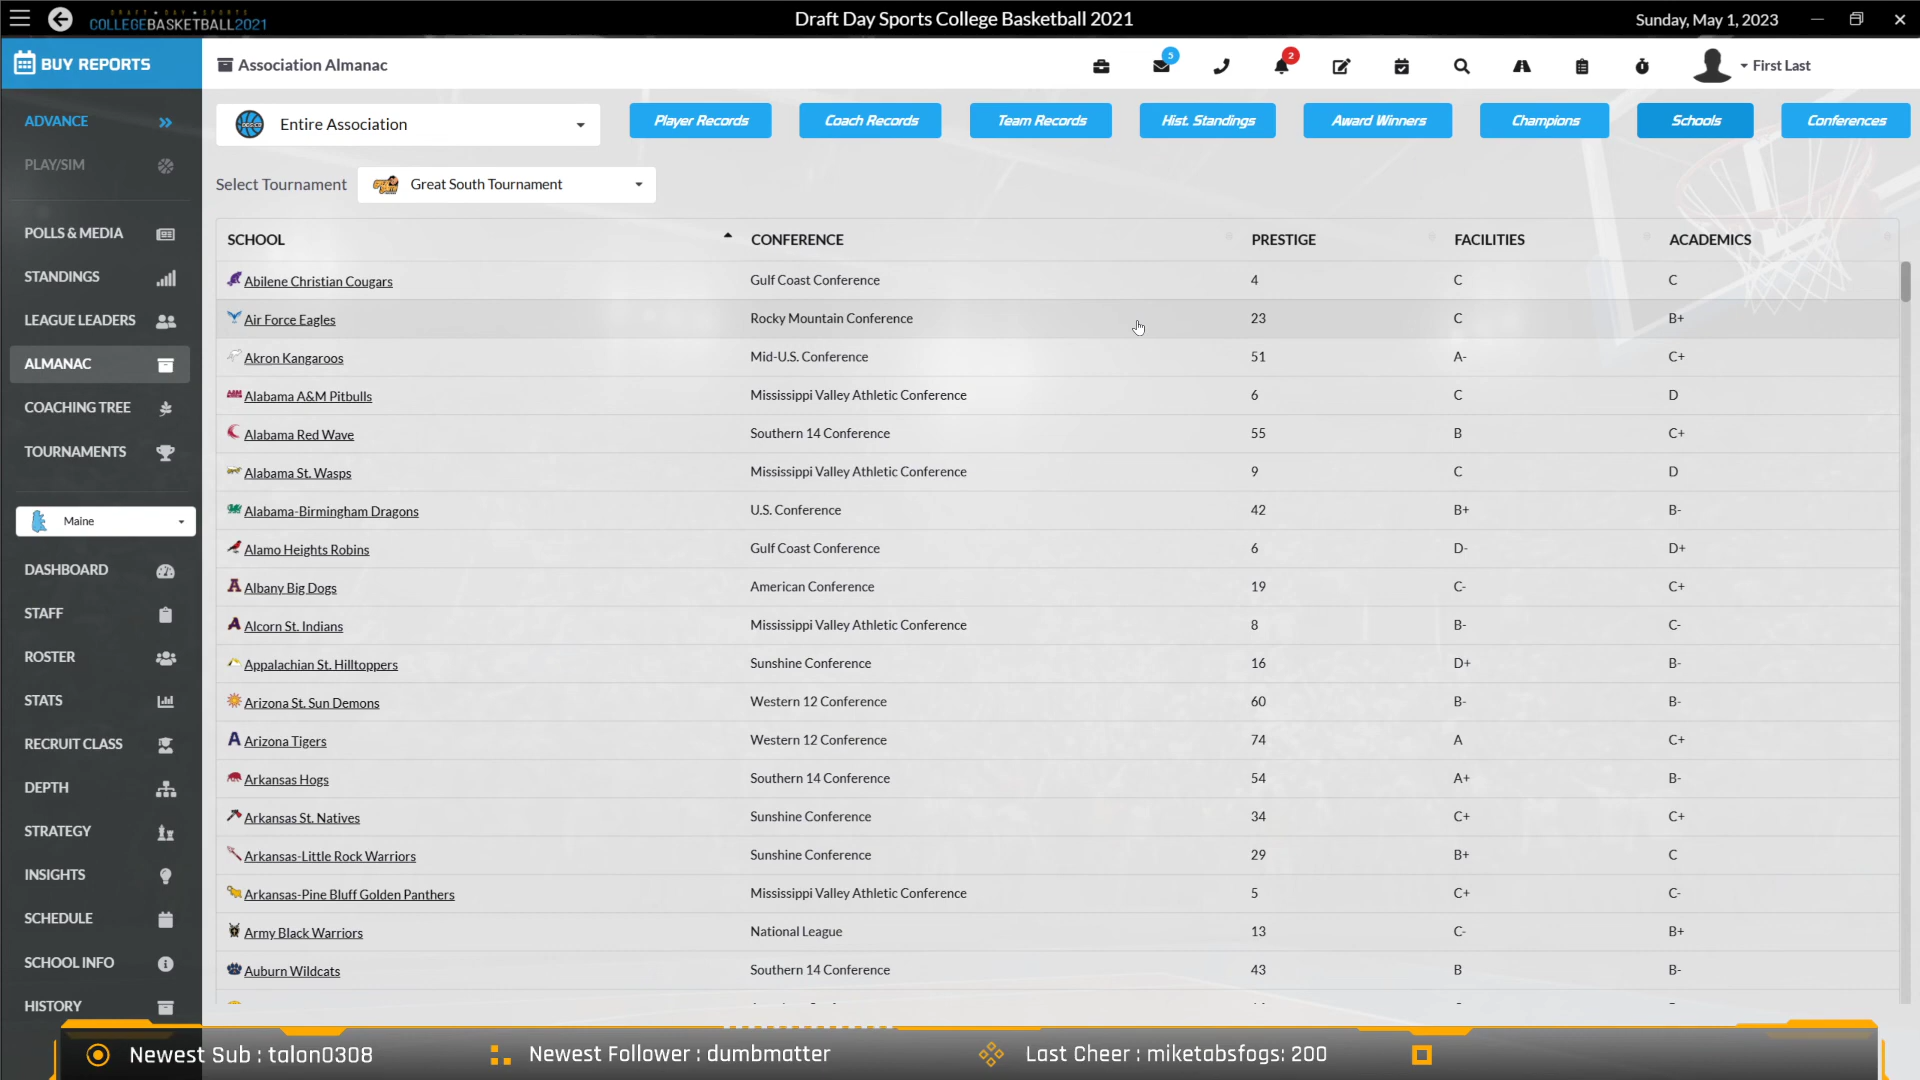 DRAFT DAY SPORTS
COLLEGEBASKETBALL2021
Draft Day Sports College Basketball 2021
Sunday, May 1, 2023
BUY REPORTS
Association Almanac
5
2
First Last
ADVANCE
PLAY/SIM
POLLS & MEDIA
STANDINGS
LEAGUE LEADERS
ALMANAC
COACHING TREE
TOURNAMENTS
Maine
DASHBOARD
STAFF
ROSTER
STATS
RECRUIT CLASS
DEPTH
STRATEGY
INSIGHTS
SCHEDULE
SCHOOL INFO
HISTORY
Entire Association
Player Records
Coach Records
Team Records
Hist. Standings
Award Winners
Champions
Schools
Conferences
Select Tournament
Great South Tournament
SCHOOL CONFERENCE PRESTIGE FACILITIES ACADEMICS
Abilene Christian Cougars Gulf Coast Conference 4 C C
Air Force Eagles Rocky Mountain Conference 23 C B+
Akron Kangaroos Mid-U.S. Conference 51 A- C+
Alabama A&M Pitbulls Mississippi Valley Athletic Conference 6 C D
Alabama Red Wave Southern 14 Conference 55 B C+
Alabama St. Wasps Mississippi Valley Athletic Conference 9 C D
Alabama-Birmingham Dragons U.S. Conference 42 B+ B-
Alamo Heights Robins Gulf Coast Conference 6 D- D+
Albany Big Dogs American Conference 19 C- C+
Alcorn St. Indians Mississippi Valley Athletic Conference 8 B- C-
Appalachian St. Hilltoppers Sunshine Conference 16 D+ B-
Arizona St. Sun Demons Western 12 Conference 60 B- B-
Arizona Tigers Western 12 Conference 74 A C+
Arkansas Hogs Southern 14 Conference 54 A+ B-
Arkansas St. Natives Sunshine Conference 34 C+ C+
Arkansas-Little Rock Warriors Sunshine Conference 29 B+ C
Arkansas-Pine Bluff Golden Panthers Mississippi Valley Athletic Conference 5 C+ C-
Army Black Warriors National League 13 C- B+
Auburn Wildcats Southern 14 Conference 43 B B-
Newest Sub : talon0308
Newest Follower : dumbmatter
Last Cheer : miketabsfogs: 200